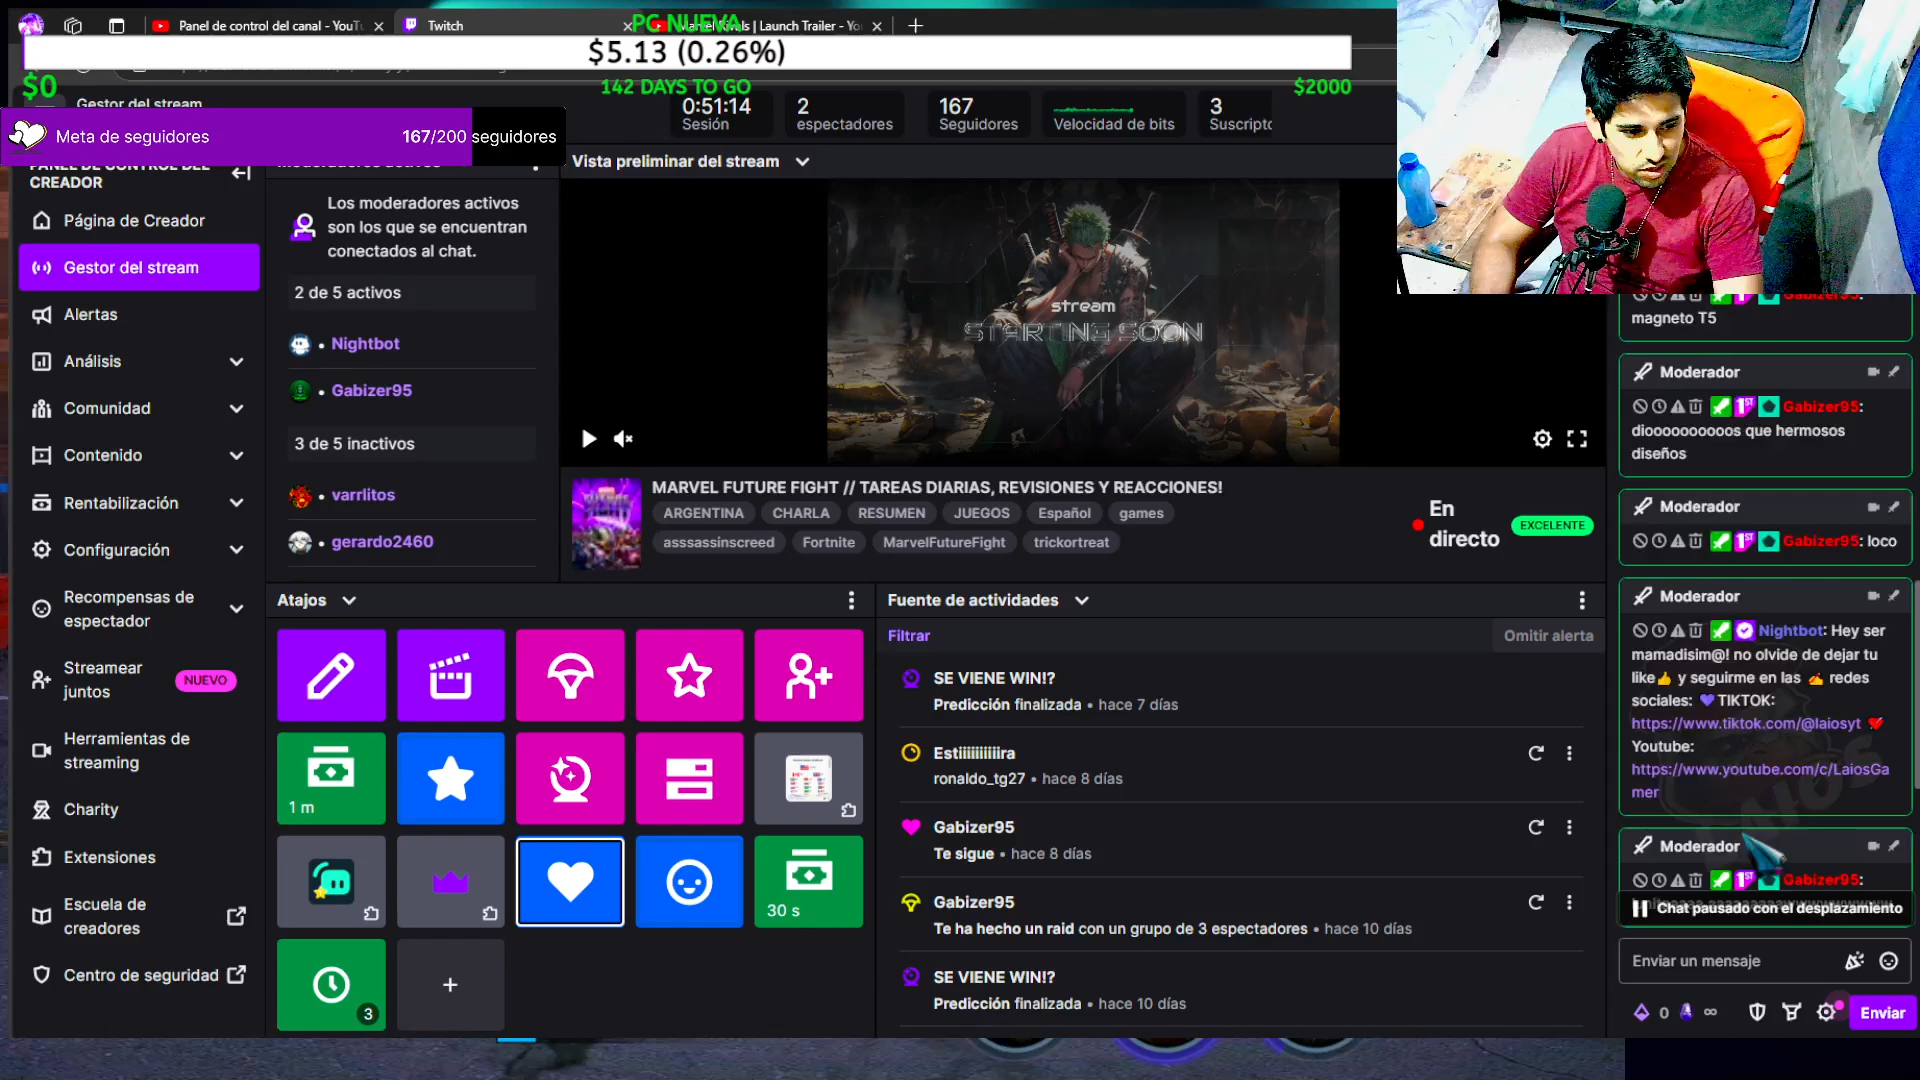 Panel de control del canal - YouT
Twitch
PC NUEVA
Rivals | Launch Trailer - Yo
$5.13 (0.26%)
$0
142 DAYS TO GO
$2000
Gestor del stream
0:51:14
Sesión
2
espectadores
167
Seguidores
Velocidad de bits
3
Suscripto
Meta de seguidores
167/200 seguidores
CREADOR
Página de Creador
Gestor del stream
Alertas
Análisis
Comunidad
Contenido
Rentabilización
Configuración
Recompensas de
espectador
Streamear
juntos
NUEVO
Herramientas de
streaming
Charity
Extensiones
Escuela de
creadores
Centro de seguridad
Los moderadores activos
son los que se encuentran
conectados al chat.
2 de 5 activos
• Nightbot
• Gabizer95
3 de 5 inactivos
• varrlitos
• gerardo2460
Vista preliminar del stream
stream
STARTING SOON
MARVEL FUTURE FIGHT // TAREAS DIARIAS, REVISIONES Y REACCIONES!
ARGENTINA
CHARLA
RESUMEN
JUEGOS
Español
games
asssassinscreed
Fortnite
MarvelFutureFight
trickortreat
En
directo
EXCELENTE
Atajos
1 m
30 s
3
+
Fuente de actividades
Filtrar
Omitir alerta
SE VIENE WIN!?
Predicción finalizada • hace 7 días
Estiiiiiiiiiira
ronaldo_tg27 • hace 8 días
Gabizer95
Te sigue • hace 8 días
Gabizer95
Te ha hecho un raid con un grupo de 3 espectadores • hace 10 días
SE VIENE WIN!?
Predicción finalizada • hace 10 días
Gabizer95:
magneto T5
Moderador
Gabizer95:
dioooooooooos que hermosos
diseños
Moderador
Gabizer95: loco
Moderador
Nightbot: Hey ser
mamadisim@! no olvide de dejar tu
like👍 y seguirme en las ✍ redes
sociales: 💜TIKTOK:
https://www.tiktok.com/@laiosyt 💘
Youtube:
https://www.youtube.com/c/LaiosGa
mer
Moderador
Gabizer95:
Chat pausado con el desplazamiento
Enviar un mensaje
0
∞
Enviar